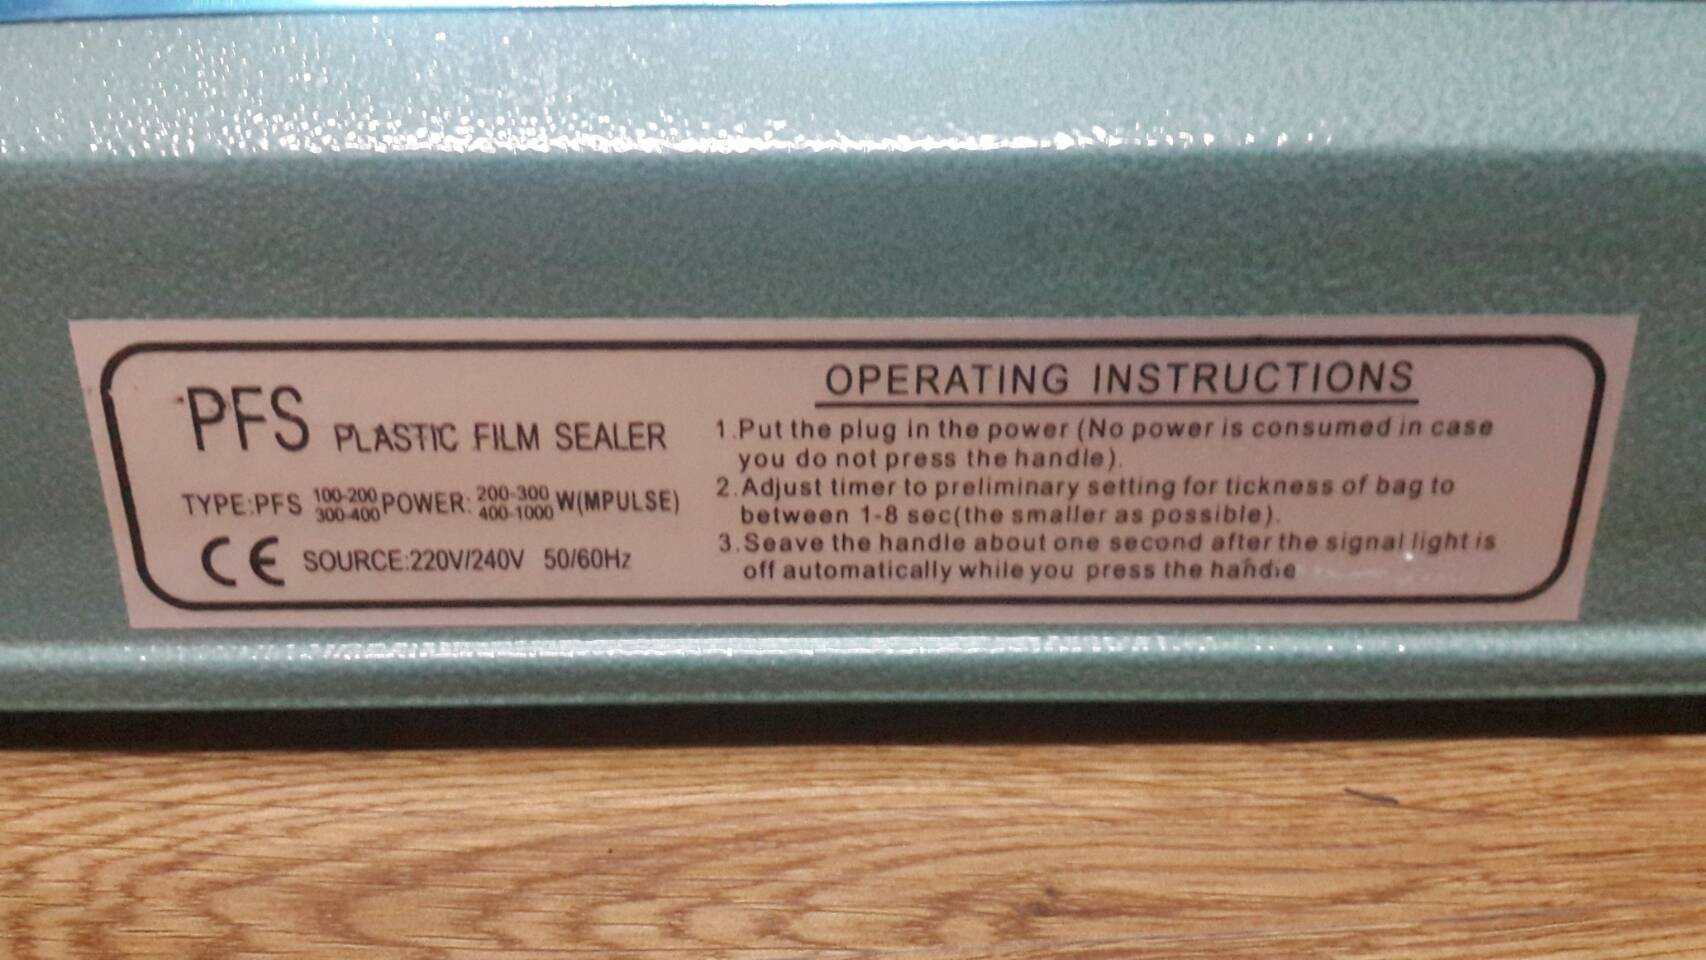 PFS PLASTIC FILM SEALER
TYPE:PFS 100-200 300-400 POWER: 200-300 400-1000 W(MPULSE)
CE SOURCE:220V/240V 50/60Hz
OPERATING INSTRUCTIONS
1.Put the plug in the power (No power is consumed in case
you do not press the handle).
2.Adjust timer to preliminary setting for tickness of bag to
between 1-8 sec(the smaller as possible).
3.Seave the handle about one second after the signal light is
off automatically while you press the handle